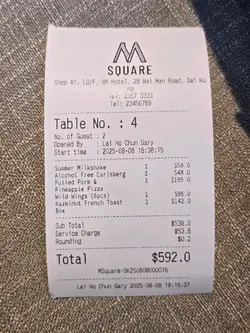 M
SQUARE
Shop A1, LG/F, WM Hotel, 28 Wai Man Road, Sai Ku
ng
Tel: 2357 3333
Tel: 23456789
Table No. : 4
No. of Guest : 2
Opened By : Lai Ho Chun Gary
Start time : 2025-08-08 18:38:15
Summer Milkshake 1 $58.0
Alcohol Free Carlsberg 1 $48.0
Pulled Pork & 1 $195.0
Pineapple Pizza
Wild Wings (6pcs) 1 $95.0
Hazelnut French Toast 1 $142.0
Box
Sub Total $538.0
Service Charge $53.8
Rounding $0.2
Total $592.0
MSquare-SK250808000076
Lai Ho Chun Gary 2025-08-08 19:15:37